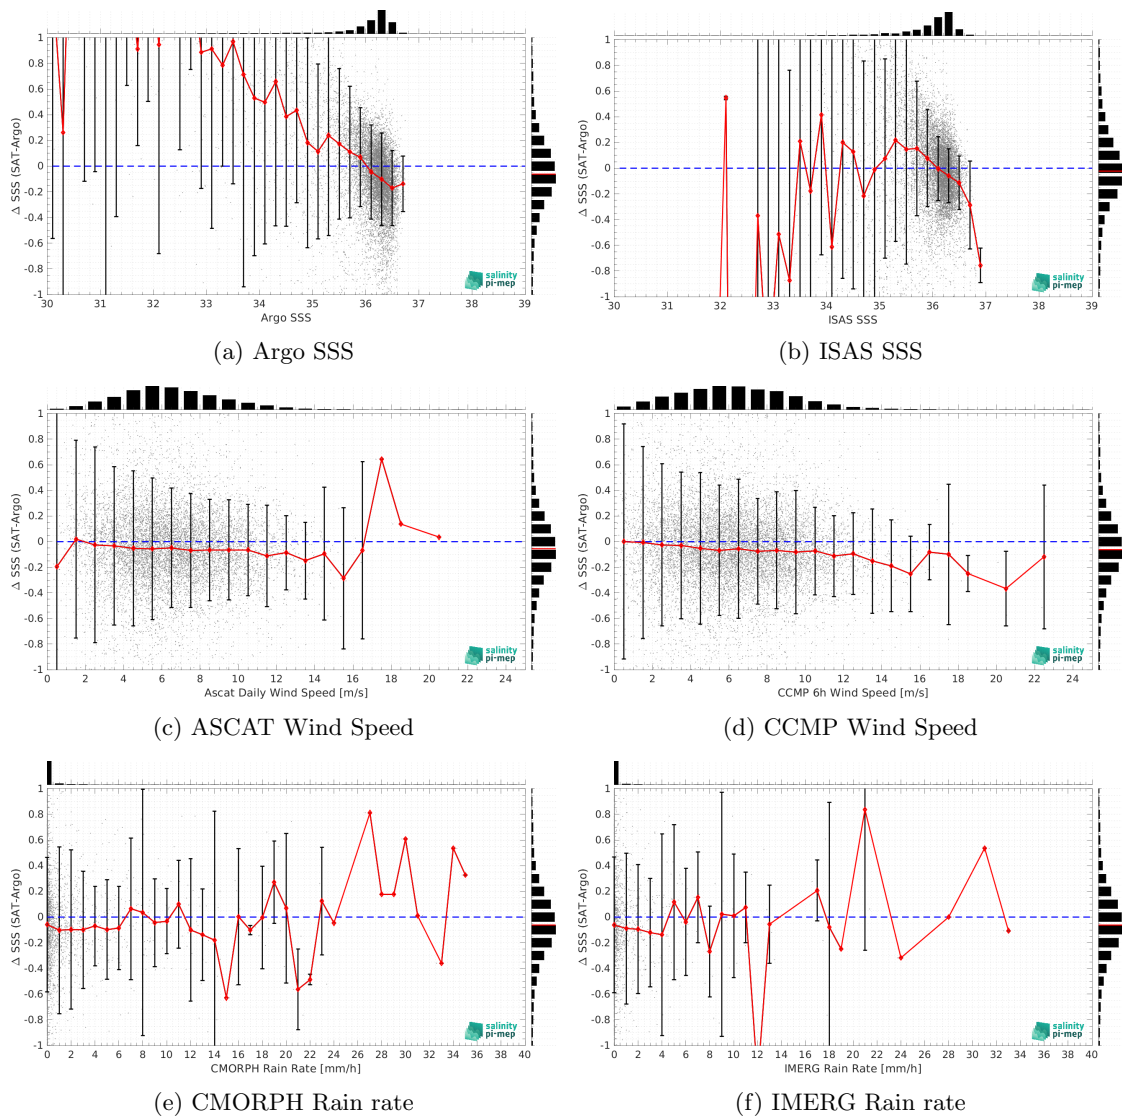 1
0.8
0.6
0.4
0.2
0
-0.2
-0.4
-0.6
-0.8
-1
Δ SSS (SAT-Argo)
30 31 32 33 34 35 36 37 38 39
Argo SSS
salinity
pi-mep
(a) Argo SSS
1
0.8
0.6
0.4
0.2
0
-0.2
-0.4
-0.6
-0.8
-1
Δ SSS (SAT-Argo)
30 31 32 33 34 35 36 37 38 39
ISAS SSS
salinity
pi-mep
(b) ISAS SSS
1
0.8
0.6
0.4
0.2
0
-0.2
-0.4
-0.6
-0.8
-1
Δ SSS (SAT-Argo)
0 2 4 6 8 10 12 14 16 18 20 22 24
Ascat Daily Wind Speed [m/s]
salinity
pi-mep
(c) ASCAT Wind Speed
1
0.8
0.6
0.4
0.2
0
-0.2
-0.4
-0.6
-0.8
-1
Δ SSS (SAT-Argo)
0 2 4 6 8 10 12 14 16 18 20 22 24
CCMP 6h Wind Speed [m/s]
salinity
pi-mep
(d) CCMP Wind Speed
1
0.8
0.6
0.4
0.2
0
-0.2
-0.4
-0.6
-0.8
-1
Δ SSS (SAT-Argo)
0 2 4 6 8 10 12 14 16 18 20 22 24 26 28 30 32 34 36 38 40
CMORPH Rain Rate [mm/h]
salinity
pi-mep
(e) CMORPH Rain rate
1
0.8
0.6
0.4
0.2
0
-0.2
-0.4
-0.6
-0.8
-1
Δ SSS (SAT-Argo)
0 2 4 6 8 10 12 14 16 18 20 22 24 26 28 30 32 34 36 38 40
IMERG Rain Rate [mm/h]
salinity
pi-mep
(f) IMERG Rain rate